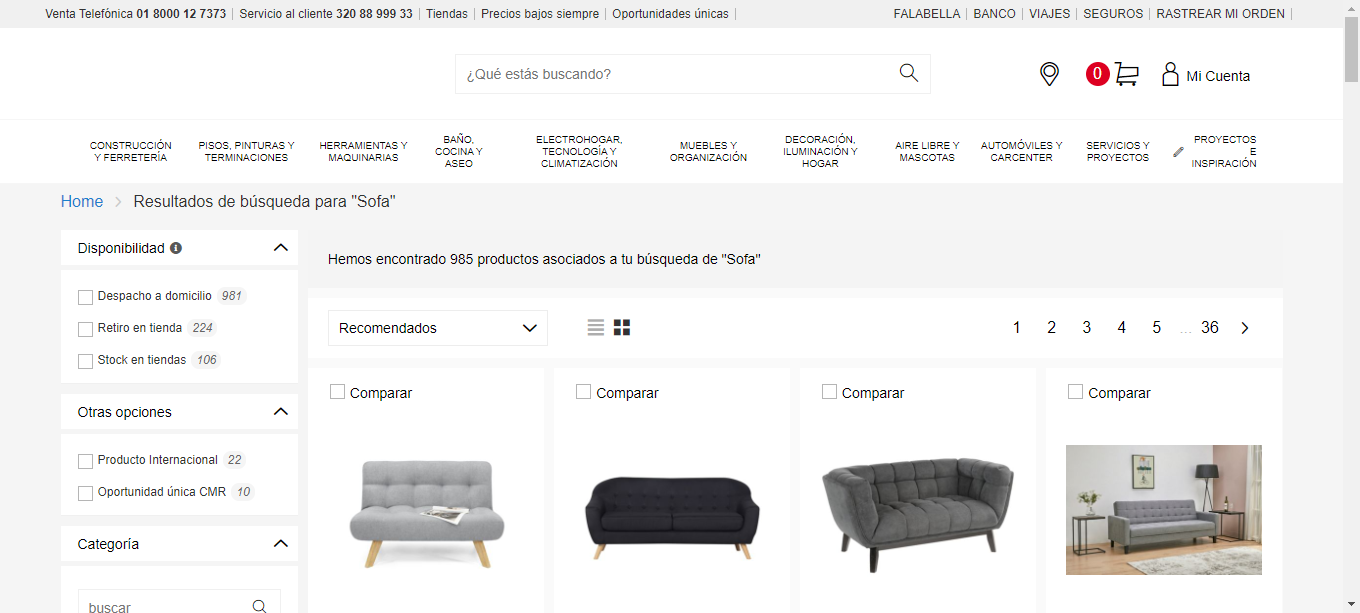 Venta Telefónica 01 8000 12 7373 | Servicio al cliente 320 88 999 33 | Tiendas | Precios bajos siempre | Oportunidades únicas |
FALABELLA | BANCO | VIAJES | SEGUROS | RASTREAR MI ORDEN |
¿Qué estás buscando?
0
Mi Cuenta
CONSTRUCCIÓN
Y FERRETERÍA
PISOS, PINTURAS Y
TERMINACIONES
HERRAMIENTAS Y
MAQUINARIAS
BAÑO,
COCINA Y
ASEO
ELECTROHOGAR,
TECNOLOGÍA Y
CLIMATIZACIÓN
MUEBLES Y
ORGANIZACIÓN
DECORACIÓN,
ILUMINACIÓN Y
HOGAR
AIRE LIBRE Y
MASCOTAS
AUTOMÓVILES Y
CARCENTER
SERVICIOS Y
PROYECTOS
PROYECTOS
E
INSPIRACIÓN
Home > Resultados de búsqueda para "Sofa"
Disponibilidad
Despacho a domicilio 981
Retiro en tienda 224
Stock en tiendas 106
Otras opciones
Producto Internacional 22
Oportunidad única CMR 10
Categoría
buscar
Hemos encontrado 985 productos asociados a tu búsqueda de "Sofa"
Recomendados
1 2 3 4 5 ... 36
Comparar
Comparar
Comparar
Comparar